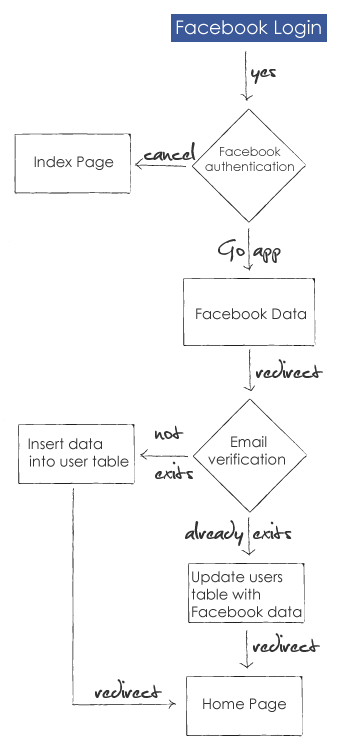 Facebook Login
yes
Facebook
authentication
cancel
Index Page
Go app
Facebook Data
redirect
Email
verification
not
exits
Insert data
into user table
already exits
Update users
table with
Facebook data
redirect
redirect
Home Page